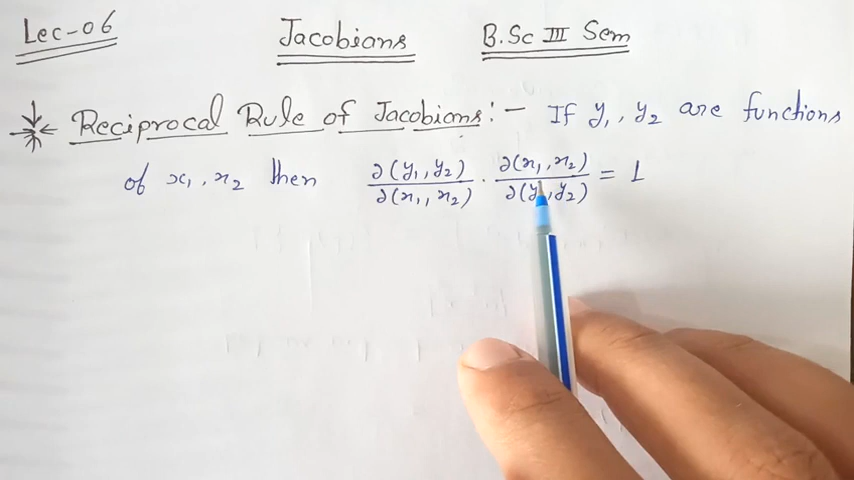 Lec-06 Jacobians B.Sc III Sem
Reciprocal Rule of Jacobians:- If y₁, y₂ are functions
of x₁, x₂ then ∂(y₁, y₂)/∂(x₁, x₂) · ∂(x₁, x₂)/∂(y₁, y₂) = 1